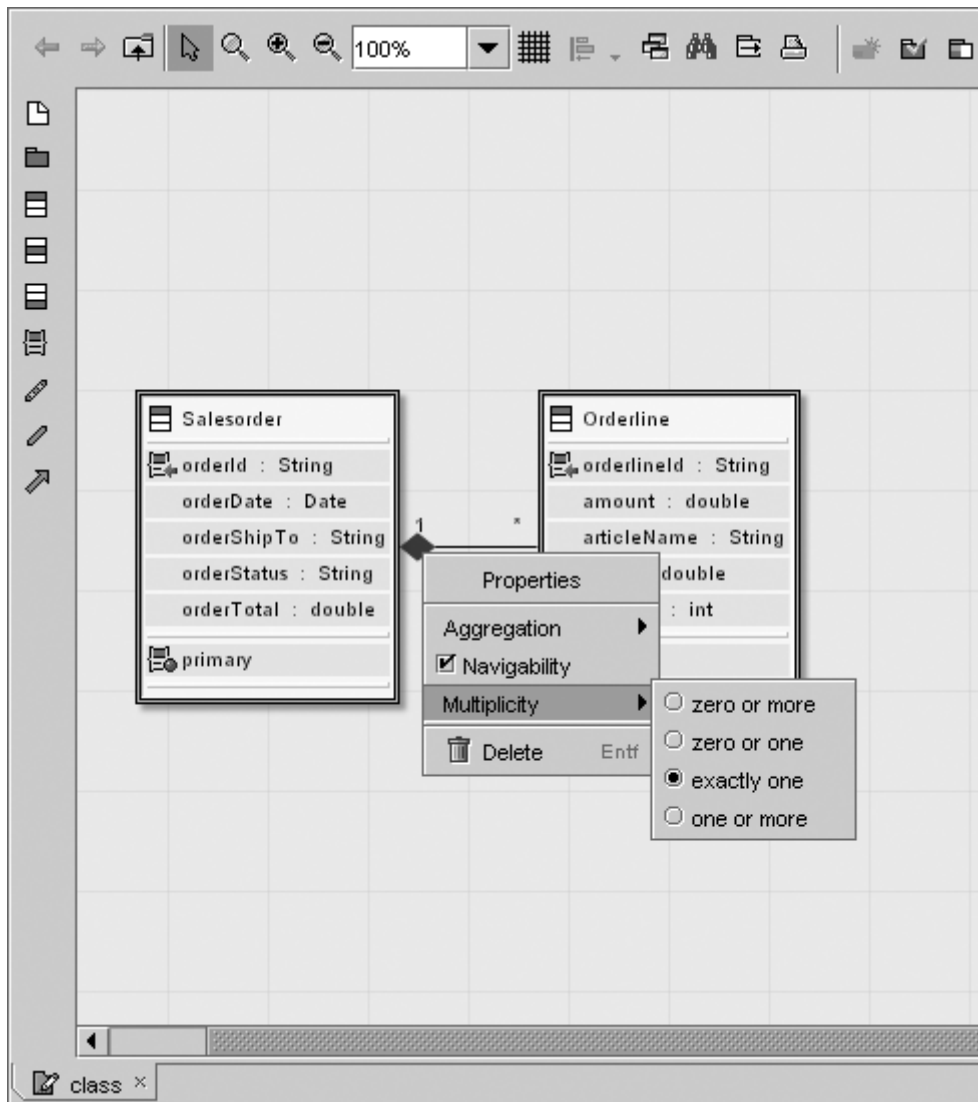 100%
Salesorder
orderId : String
orderDate : Date
orderShipTo : String
orderStatus : String
orderTotal : double
primary
1 *
Orderline
orderlineId : String
amount : double
articleName : String
double
: int
Properties
Aggregation
Navigability
Multiplicity
Delete Entf
zero or more
zero or one
exactly one
one or more
class ×